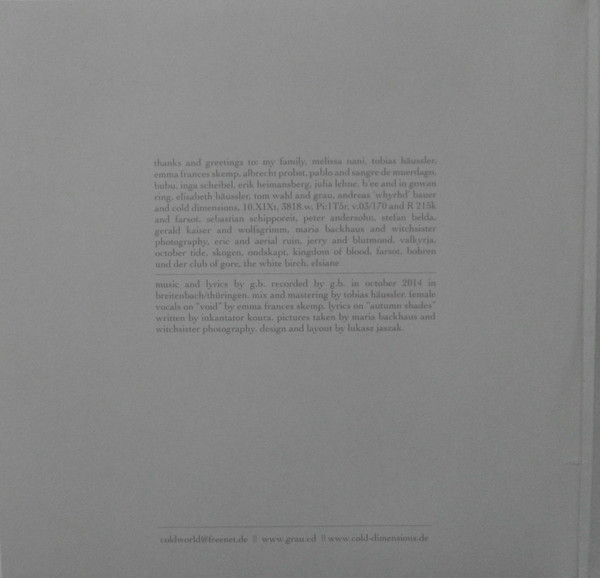 thanks and greetings to: my family, melissa nani, tobias häussler,
emma frances skemp, albrecht probst, pablo and sangre de muerdago,
bubu, inga scheibel, erik heimansberg, julia lehne, b'ee and in gowan
ring, elisabeth häussler, tom wahl and grau, andreas 'whyrhd' bauer
and cold dimensions, 10.X1Xt, 5818.w, v.05/170 and R 215k
and farsot, sebastian schipporeit, peter andersohn, stefan belda,
gerald kaiser and wolfsgrimm, maria backhaus and witchsister
photography, eric and aerial ruin, jerry and blutmond, valkyrja,
october tide, skogen, ondskapt, kingdom of blood, farsot, bohren
und der club of gore, the white birch, elsiane
music and lyrics by g.b. recorded by g.b. in october 2014 in
breitenbach/thüringen. mix and mastering by tobias häussler. female
vocals on "void" by emma frances skemp. lyrics on "autumn shades"
written by inkantator koura. pictures taken by maria backhaus and
witchsister photography. design and layout by lukasz jaszak.
coldworld@freenet.de || www.grau.cd || www.cold-dimensions.de